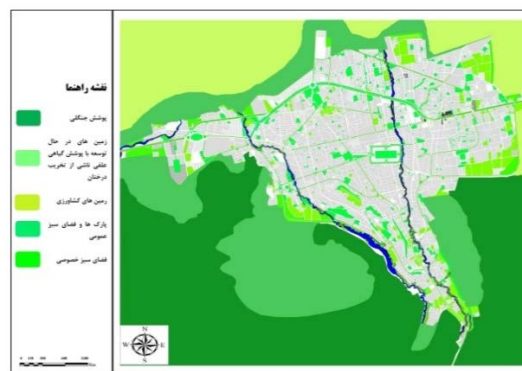 نقشه راهنما
پوشش جنگلی
زمین های در حال
توسعه با پوشش گیاهی
علفی ناشی از تخریب
درختان
زمین های کشاورزی
پارک ها و فضای سبز
عمومی
فضای سبز خصوصی
N
W
E
S